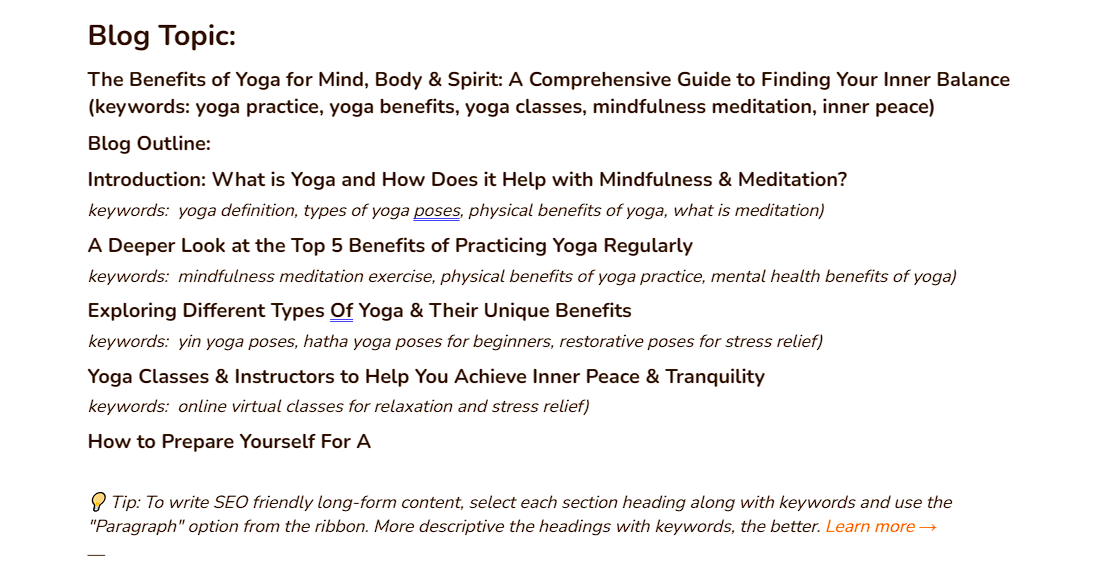 Blog Topic:
The Benefits of Yoga for Mind, Body & Spirit: A Comprehensive Guide to Finding Your Inner Balance
(keywords: yoga practice, yoga benefits, yoga classes, mindfulness meditation, inner peace)
Blog Outline:
Introduction: What is Yoga and How Does it Help with Mindfulness & Meditation?
keywords:  yoga definition, types of yoga poses, physical benefits of yoga, what is meditation)
A Deeper Look at the Top 5 Benefits of Practicing Yoga Regularly
keywords:  mindfulness meditation exercise, physical benefits of yoga practice, mental health benefits of yoga)
Exploring Different Types Of Yoga & Their Unique Benefits
keywords:  yin yoga poses, hatha yoga poses for beginners, restorative poses for stress relief)
Yoga Classes & Instructors to Help You Achieve Inner Peace & Tranquility
keywords:  online virtual classes for relaxation and stress relief)
How to Prepare Yourself For A
💡 Tip: To write SEO friendly long-form content, select each section heading along with keywords and use the
"Paragraph" option from the ribbon. More descriptive the headings with keywords, the better. Learn more →